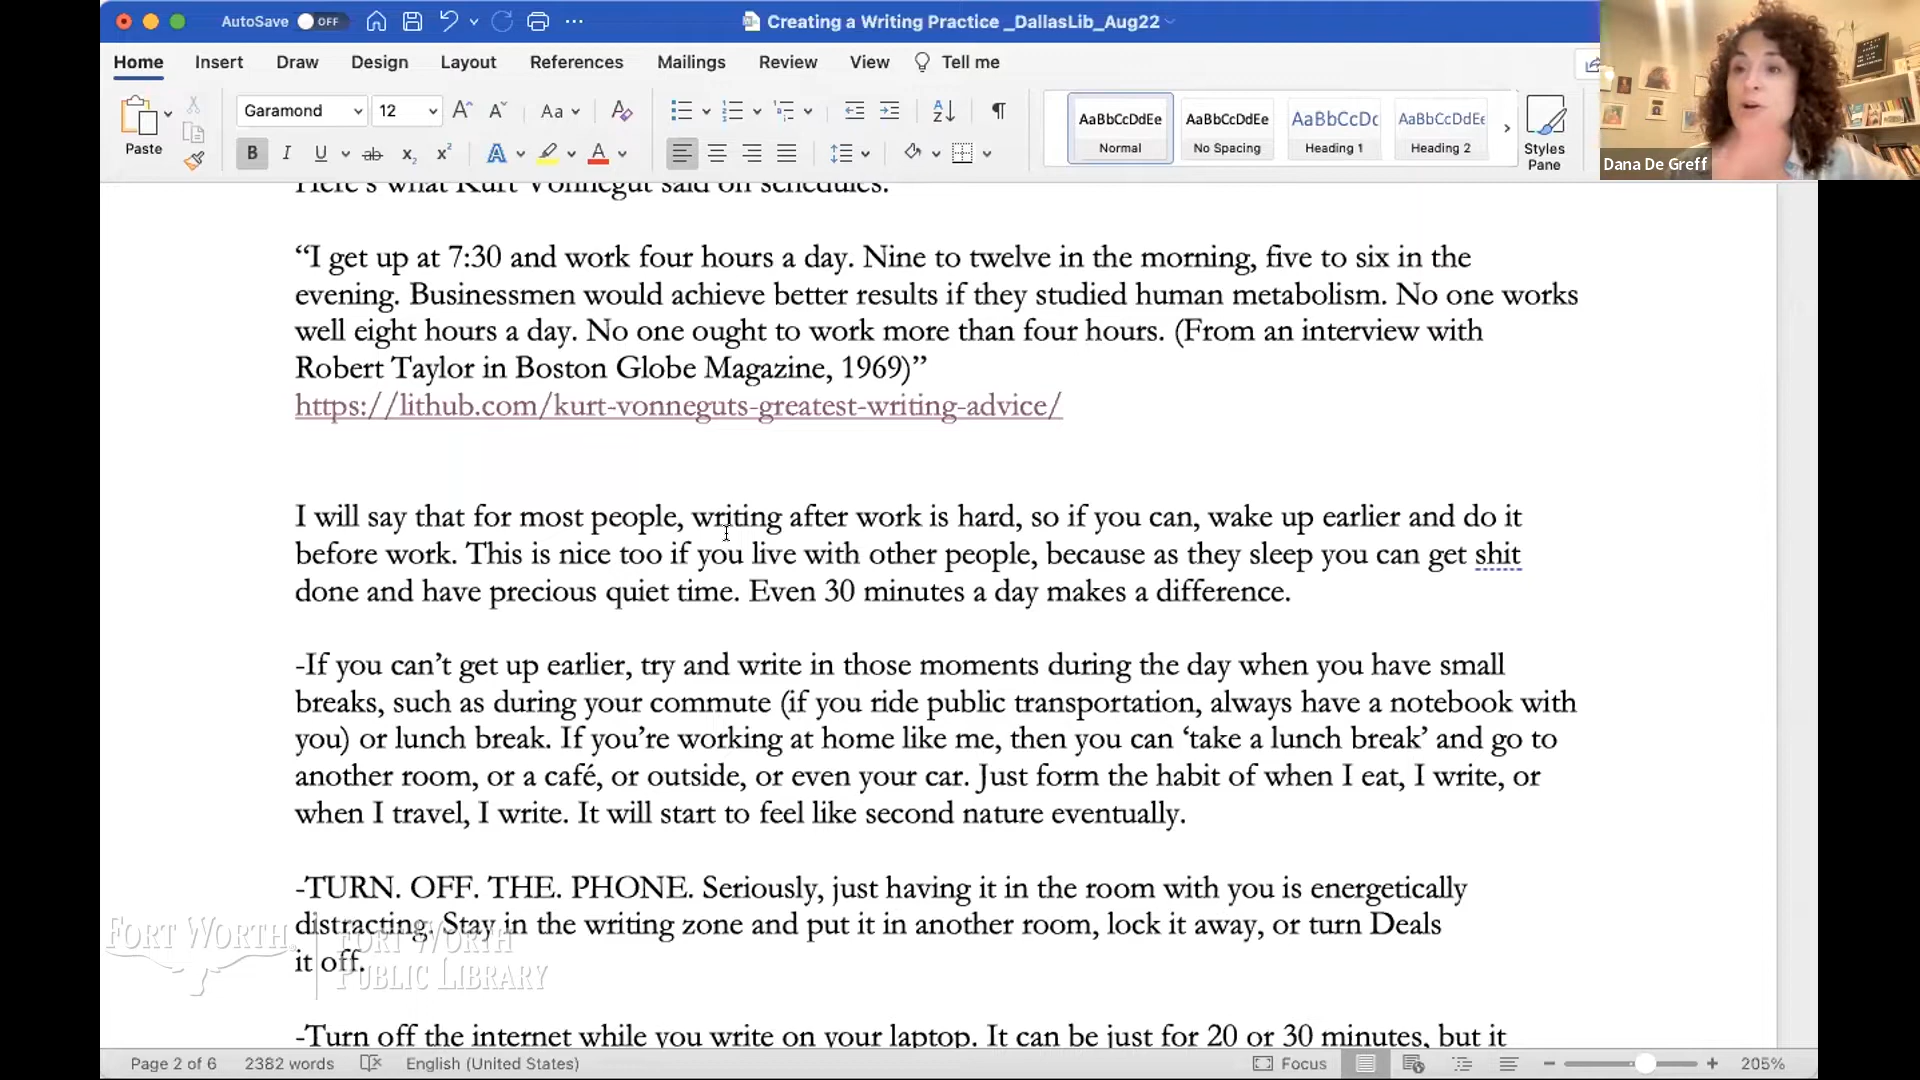 AutoSave OFF
Creating a Writing Practice _DallasLib_Aug22
Home Insert Draw Design Layout References Mailings Review View Tell me
Paste
Garamond 12
AaBbCcDdEe AaBbCcDdEe AaBbCcDc AaBbCcDdEe
Normal No Spacing Heading 1 Heading 2
Styles
Pane
Dana De Greff
Here's what Kurt Vonnegut said on schedules.
“I get up at 7:30 and work four hours a day. Nine to twelve in the morning, five to six in the
evening. Businessmen would achieve better results if they studied human metabolism. No one works
well eight hours a day. No one ought to work more than four hours. (From an interview with
Robert Taylor in Boston Globe Magazine, 1969)”
https://lithub.com/kurt-vonneguts-greatest-writing-advice/
I will say that for most people, writing after work is hard, so if you can, wake up earlier and do it
before work. This is nice too if you live with other people, because as they sleep you can get shit
done and have precious quiet time. Even 30 minutes a day makes a difference.
-If you can’t get up earlier, try and write in those moments during the day when you have small
breaks, such as during your commute (if you ride public transportation, always have a notebook with
you) or lunch break. If you’re working at home like me, then you can ‘take a lunch break’ and go to
another room, or a café, or outside, or even your car. Just form the habit of when I eat, I write, or
when I travel, I write. It will start to feel like second nature eventually.
-TURN. OFF. THE. PHONE. Seriously, just having it in the room with you is energetically
distracting. Stay in the writing zone and put it in another room, lock it away, or turn Deals
it off.
FORT WORTH®
FORT WORTH
PUBLIC LIBRARY
-Turn off the internet while you write on your laptop. It can be just for 20 or 30 minutes, but it
Page 2 of 6 2382 words English (United States) Focus 205%